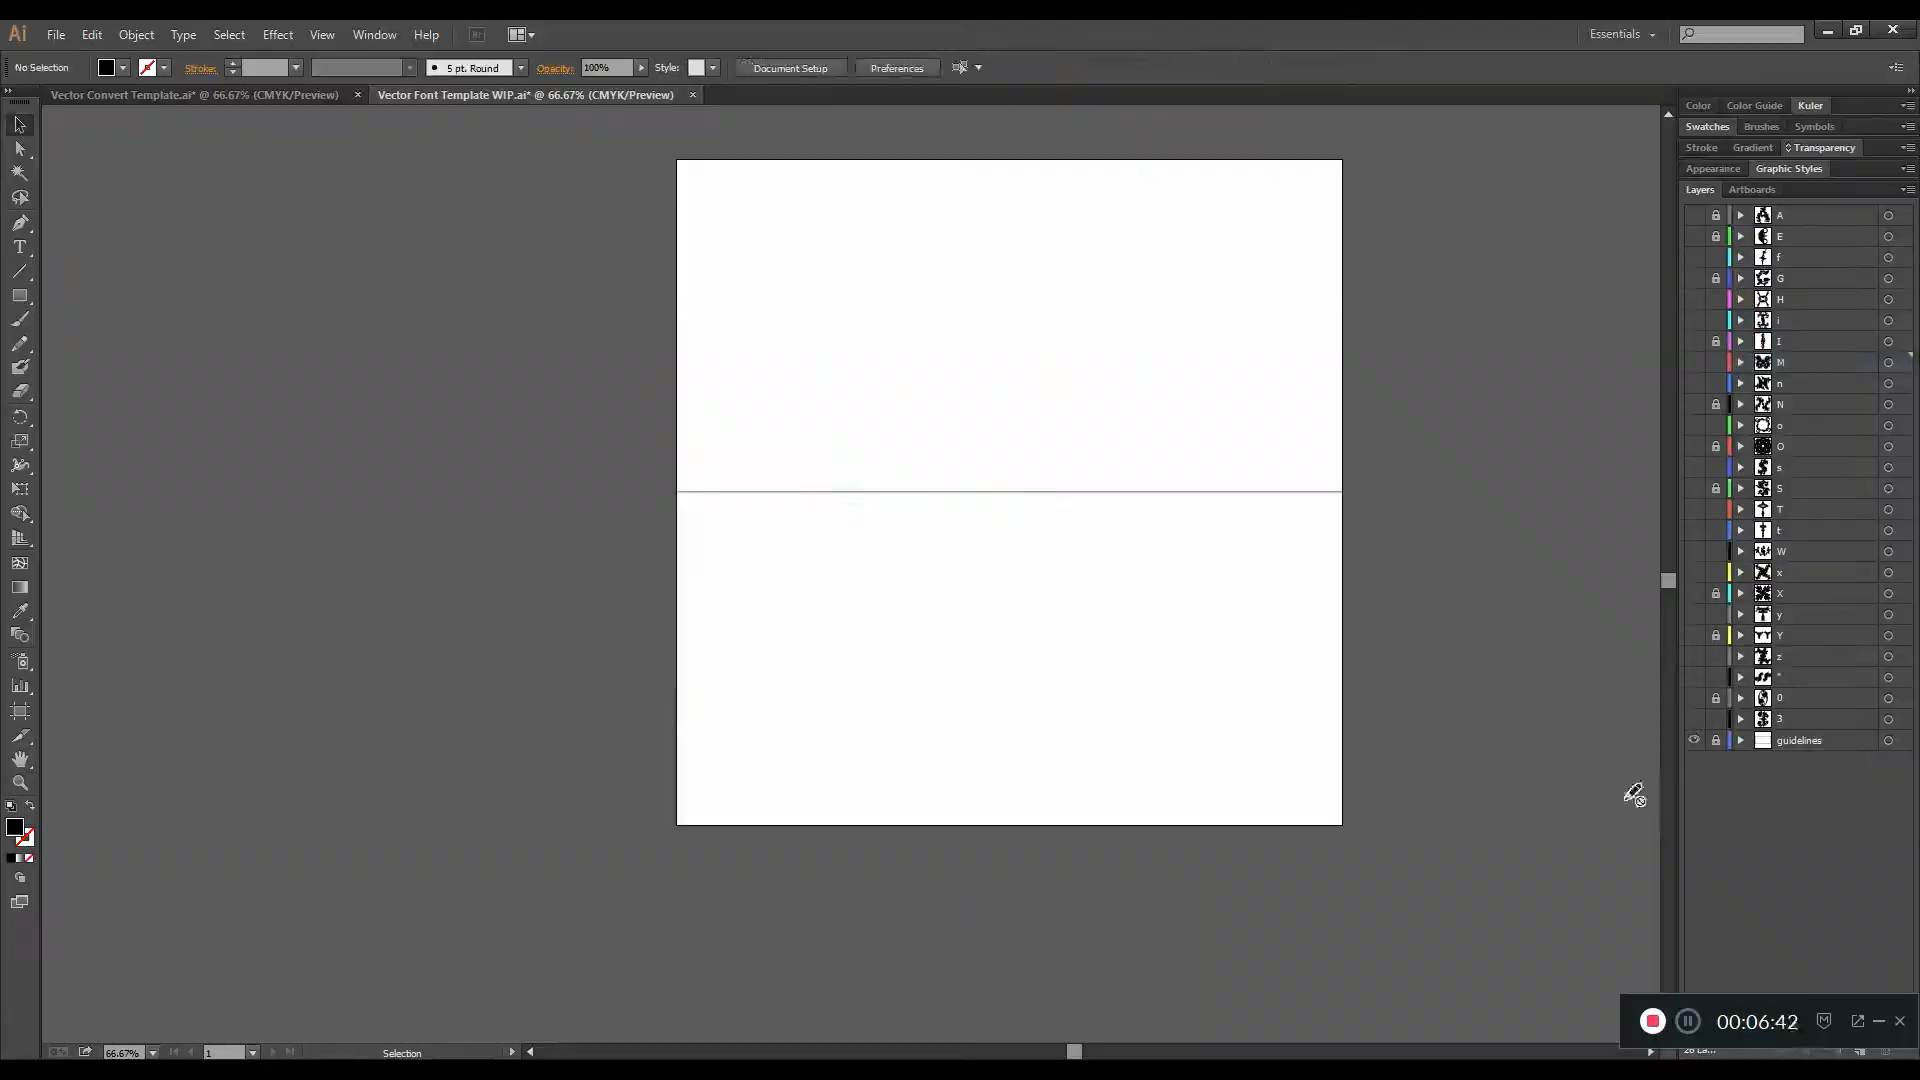 Ai File Edit Object Type Select Effect View Window Help Br Essentials
No Selection Stroke: 5 pt. Round Opacity: 100% Style: Document Setup Preferences
Vector Convert Template.ai* @ 66.67% (CMYK/Preview) × Vector Font Template WIP.ai* @ 66.67% (CMYK/Preview) ×
Color Color Guide Kuler
Swatches Brushes Symbols
Stroke Gradient Transparency
Appearance Graphic Styles
Layers Artboards
A
E
f
G
H
i
I
M
n
N
o
O
s
S
T
t
W
x
X
y
Y
z
"
0
3
guidelines
00:06:42
66.67% 1 Selection
26 La...